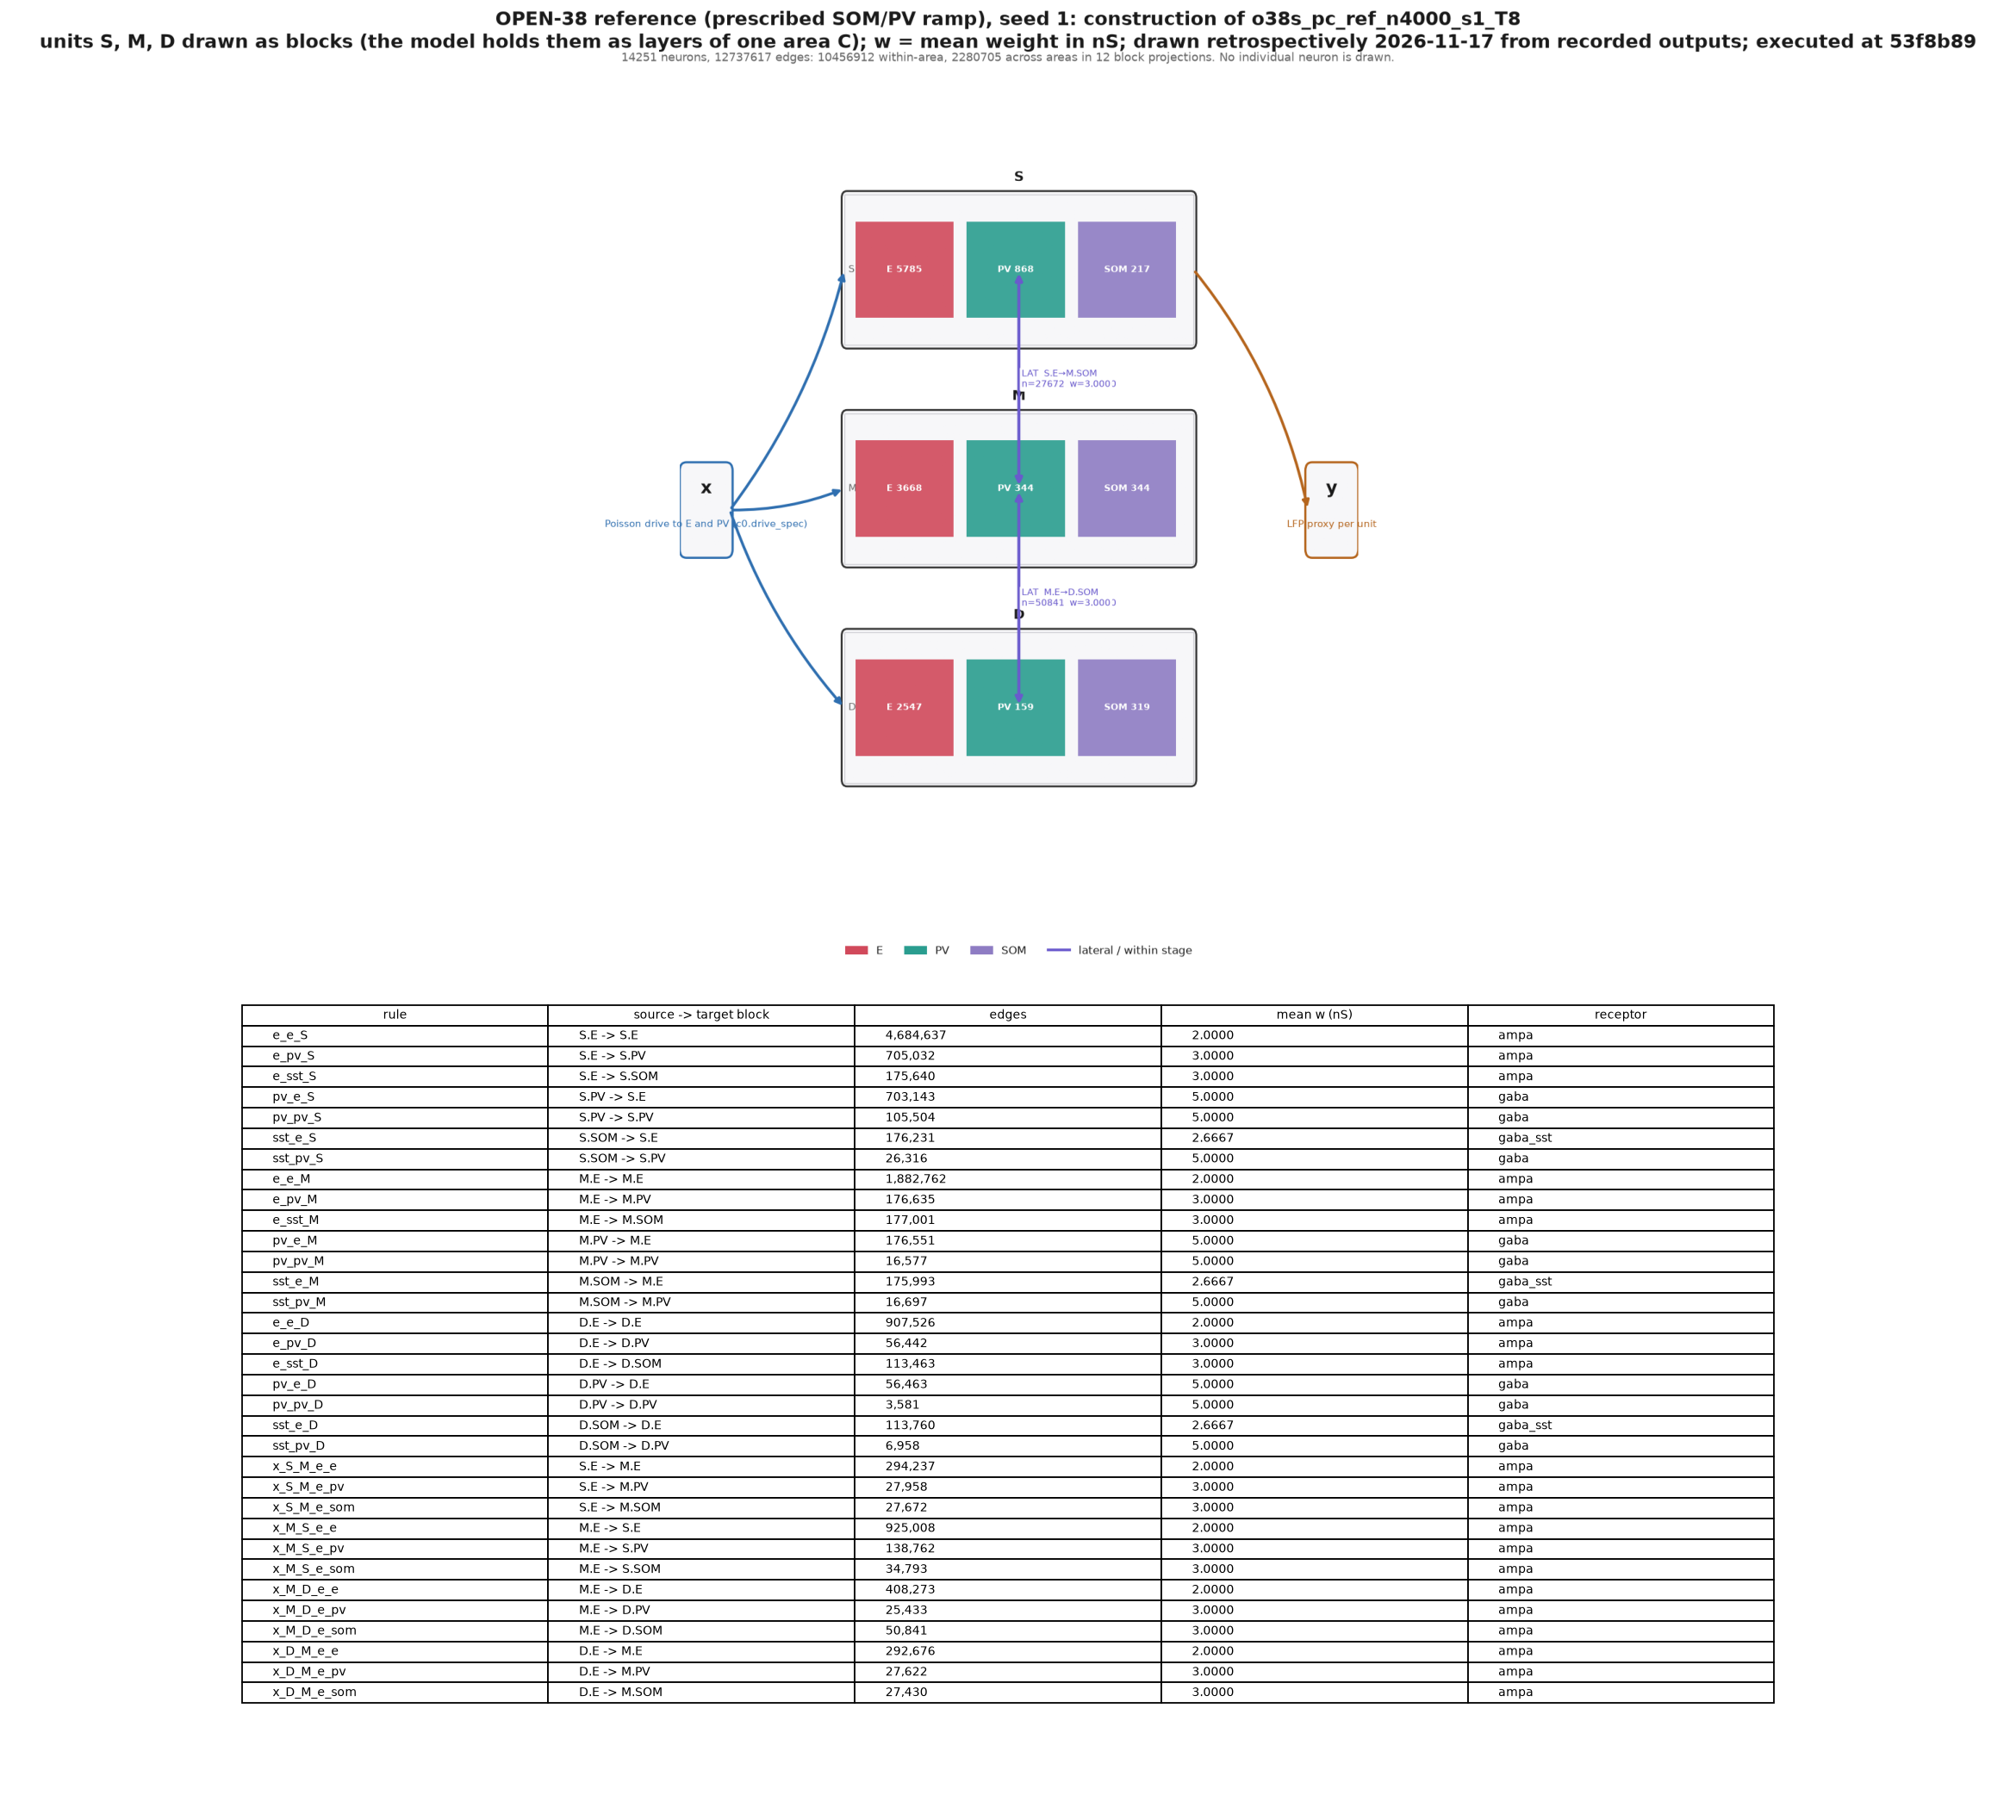 OPEN-38 reference (prescribed SOM/PV ramp), seed 1: construction of o38s_pc_ref_n4000_s1_T8
units S, M, D drawn as blocks (the model holds them as layers of one area C); w = mean weight in nS; drawn retrospectively 2026-11-17 from recorded outputs; executed at 53f8b89
14251 neurons, 12737617 edges: 10456912 within-area, 2280705 across areas in 12 block projections. No individual neuron is drawn.
S
S E 5785 PV 868 SOM 217
LAT S.E→M.SOM
n=27672 w=3.0000
M
M E 3668 PV 344 SOM 344
x
y
Poisson drive to E and PV (c0.drive_spec)
LFP proxy per unit
LAT M.E→D.SOM
n=50841 w=3.0000
D
D E 2547 PV 159 SOM 319
E PV SOM lateral / within stage
rule source -> target block edges mean w (nS) receptor
e_e_S S.E -> S.E 4,684,637 2.0000 ampa
e_pv_S S.E -> S.PV 705,032 3.0000 ampa
e_sst_S S.E -> S.SOM 175,640 3.0000 ampa
pv_e_S S.PV -> S.E 703,143 5.0000 gaba
pv_pv_S S.PV -> S.PV 105,504 5.0000 gaba
sst_e_S S.SOM -> S.E 176,231 2.6667 gaba_sst
sst_pv_S S.SOM -> S.PV 26,316 5.0000 gaba
e_e_M M.E -> M.E 1,882,762 2.0000 ampa
e_pv_M M.E -> M.PV 176,635 3.0000 ampa
e_sst_M M.E -> M.SOM 177,001 3.0000 ampa
pv_e_M M.PV -> M.E 176,551 5.0000 gaba
pv_pv_M M.PV -> M.PV 16,577 5.0000 gaba
sst_e_M M.SOM -> M.E 175,993 2.6667 gaba_sst
sst_pv_M M.SOM -> M.PV 16,697 5.0000 gaba
e_e_D D.E -> D.E 907,526 2.0000 ampa
e_pv_D D.E -> D.PV 56,442 3.0000 ampa
e_sst_D D.E -> D.SOM 113,463 3.0000 ampa
pv_e_D D.PV -> D.E 56,463 5.0000 gaba
pv_pv_D D.PV -> D.PV 3,581 5.0000 gaba
sst_e_D D.SOM -> D.E 113,760 2.6667 gaba_sst
sst_pv_D D.SOM -> D.PV 6,958 5.0000 gaba
x_S_M_e_e S.E -> M.E 294,237 2.0000 ampa
x_S_M_e_pv S.E -> M.PV 27,958 3.0000 ampa
x_S_M_e_som S.E -> M.SOM 27,672 3.0000 ampa
x_M_S_e_e M.E -> S.E 925,008 2.0000 ampa
x_M_S_e_pv M.E -> S.PV 138,762 3.0000 ampa
x_M_S_e_som M.E -> S.SOM 34,793 3.0000 ampa
x_M_D_e_e M.E -> D.E 408,273 2.0000 ampa
x_M_D_e_pv M.E -> D.PV 25,433 3.0000 ampa
x_M_D_e_som M.E -> D.SOM 50,841 3.0000 ampa
x_D_M_e_e D.E -> M.E 292,676 2.0000 ampa
x_D_M_e_pv D.E -> M.PV 27,622 3.0000 ampa
x_D_M_e_som D.E -> M.SOM 27,430 3.0000 ampa